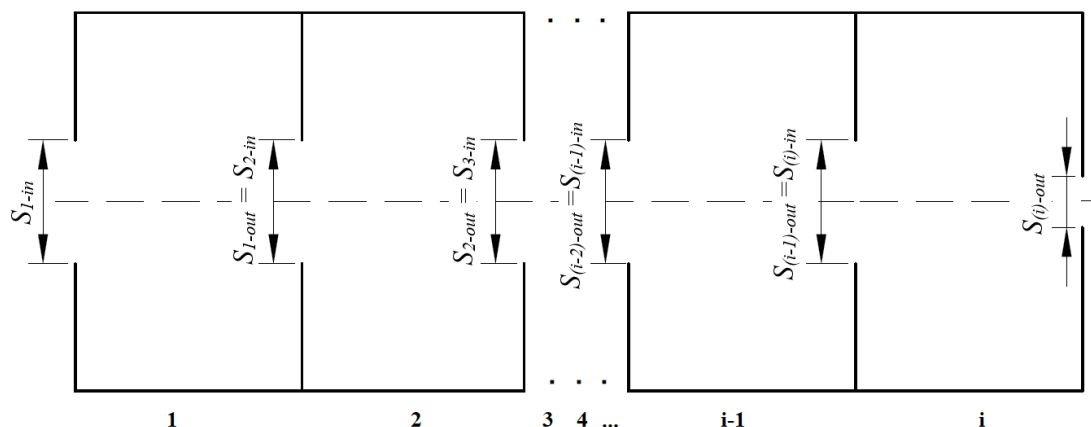 . . .
S1-in
S1-out = S2-in
S2-out = S3-in
S(i-2)-out = S(i-1)-in
S(i-1)-out = S(i)-in
S(i)-out
. . .
1 2 3 4 ... i-1 i